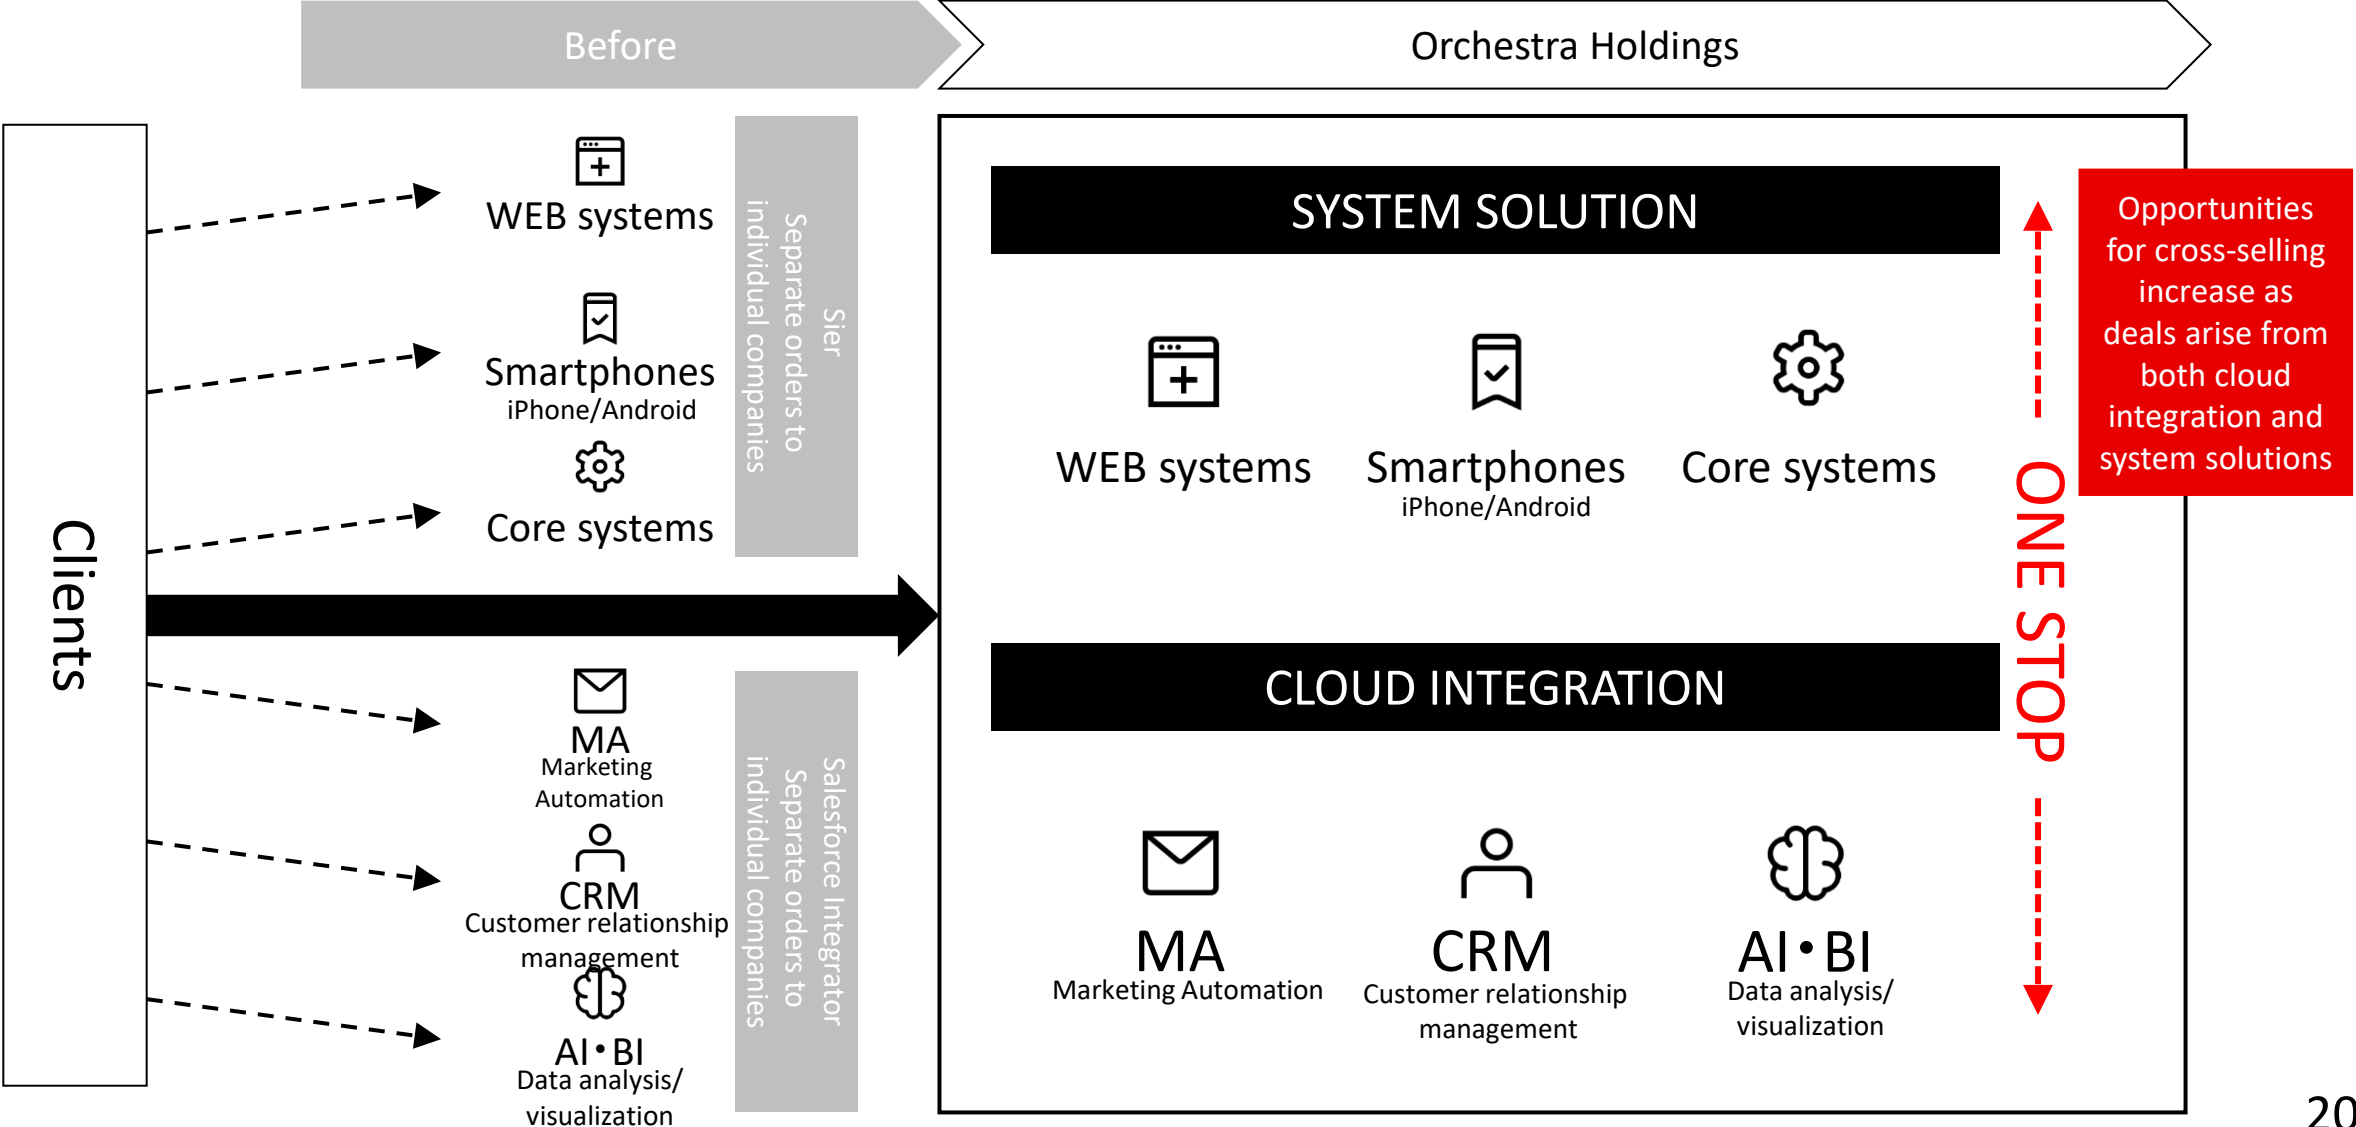 Before
Orchestra Holdings
Clients
WEB systems
Smartphones
iPhone/Android
Core systems
Sier
Separate orders to
individual companies
MA
Marketing
Automation
CRM
Customer relationship
management
AI・BI
Data analysis/
visualization
Salesforce Integrator
Separate orders to
individual companies
SYSTEM SOLUTION
WEB systems
Smartphones
iPhone/Android
Core systems
CLOUD INTEGRATION
MA
Marketing Automation
CRM
Customer relationship
management
AI・BI
Data analysis/
visualization
ONE STOP
Opportunities
for cross-selling
increase as
deals arise from
both cloud
integration and
system solutions
20